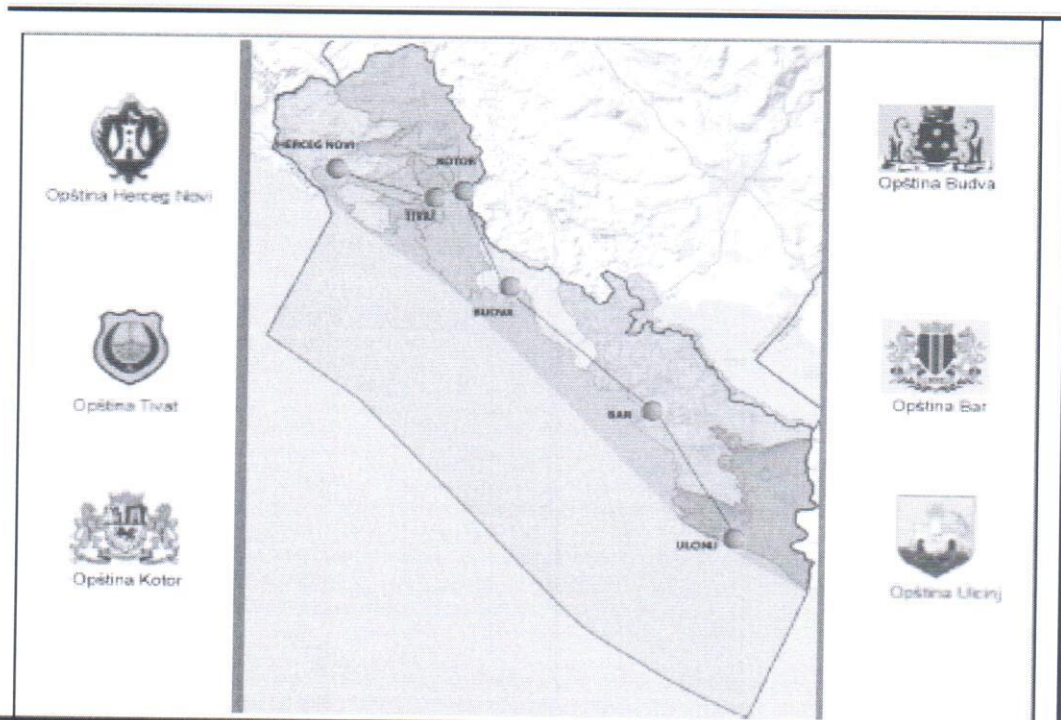 Opština Herceg Novi
Opština Tivat
Opština Kotor
HERCEG NOVI
KOTOR
TIVAT
BUDVA
BAR
ULCINJ
Opština Budva
Opština Bar
Opština Ulcinj